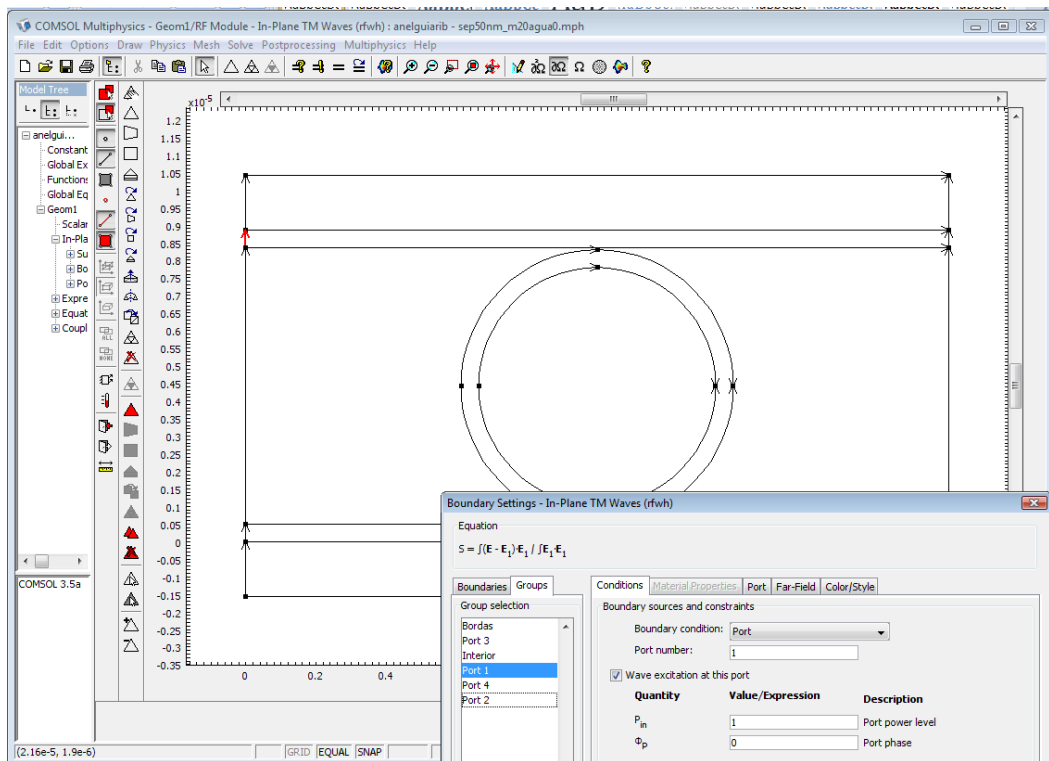 COMSOL Multiphysics - Geom1/RF Module - In-Plane TM Waves (rfwh) : anelguiarib - sep50nm_m20agua0.mph
File Edit Options Draw Physics Mesh Solve Postprocessing Multiphysics Help
Model Tree
anelgui...
Constant
Global Ex
Functions
Global Eq
Geom1
Scalar
In-Pla
Su
Bo
Po
Expre
Equat
Coupl
COMSOL 3.5a
x10^-5
1.2
1.15
1.1
1.05
1
0.95
0.9
0.85
0.8
0.75
0.7
0.65
0.6
0.55
0.5
0.45
0.4
0.35
0.3
0.25
0.2
0.15
0.1
0.05
0
-0.05
-0.1
-0.15
-0.2
-0.25
-0.3
-0.35
0 0.2 0.4
(2.16e-5, 1.9e-6) GRID EQUAL SNAP
Boundary Settings - In-Plane TM Waves (rfwh)
Equation
S = ∫(E - E₁)·E₁ / ∫E₁·E₁
Boundaries Groups
Group selection
Bordas
Port 3
Interior
Port 1
Port 4
Port 2
Conditions Material Properties Port Far-Field Color/Style
Boundary sources and constraints
Boundary condition: Port
Port number: 1
Wave excitation at this port
Quantity Value/Expression Description
P_in 1 Port power level
Φ_p 0 Port phase